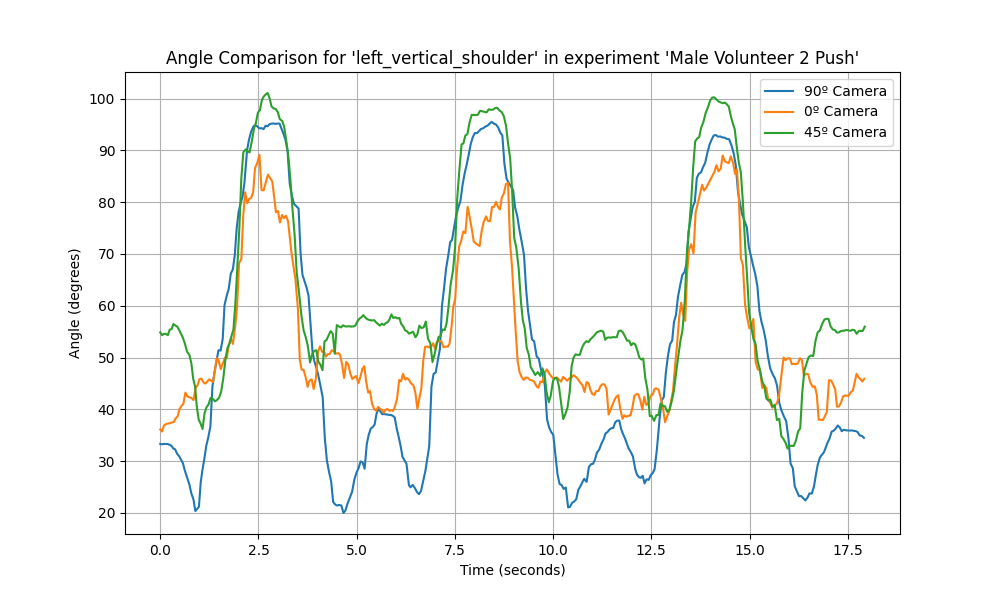 Angle Comparison for 'left_vertical_shoulder' in experiment 'Male Volunteer 2 Push'
90º Camera
0º Camera
45º Camera
100
90
80
70
60
50
40
30
20
Angle (degrees)
0.0 2.5 5.0 7.5 10.0 12.5 15.0 17.5
Time (seconds)